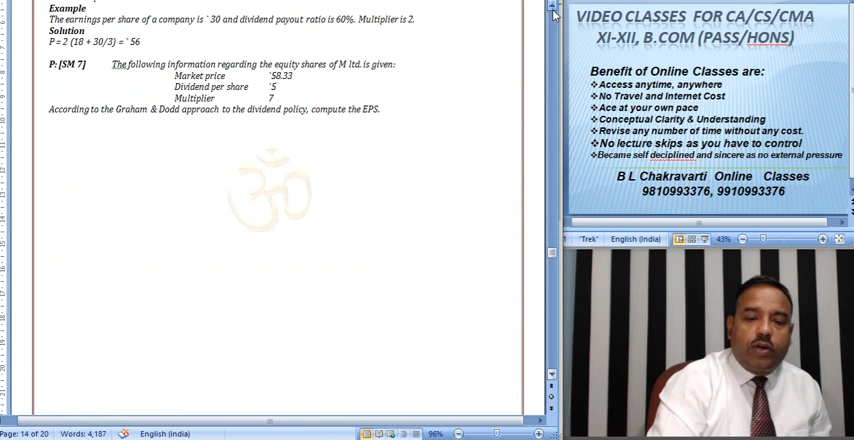 Example
The earnings per share of a company is ` 30 and dividend payout ratio is 60%. Multiplier is 2.
Solution
P = 2 (18 + 30/3) = ` 56
P: [SM 7] The following information regarding the equity shares of M ltd. is given:
Market price `58.33
Dividend per share `5
Multiplier 7
According to the Graham & Dodd approach to the dividend policy, compute the EPS.
ॐ
Page: 14 of 20 Words: 4,187 English (India) 96%
VIDEO CLASSES FOR CA/CS/CMA
XI-XII, B.COM (PASS/HONS)
Benefit of Online Classes are:
❖Access anytime, anywhere
❖No Travel and Internet Cost
❖Ace at your own pace
❖Conceptual Clarity & Understanding
❖Revise any number of time without any cost.
❖No lecture skips as you have to control
❖Became self deciplined and sincere as no external pressure
B L Chakravarti Online Classes
9810993376, 9910993376
"Trek" English (India) 43%